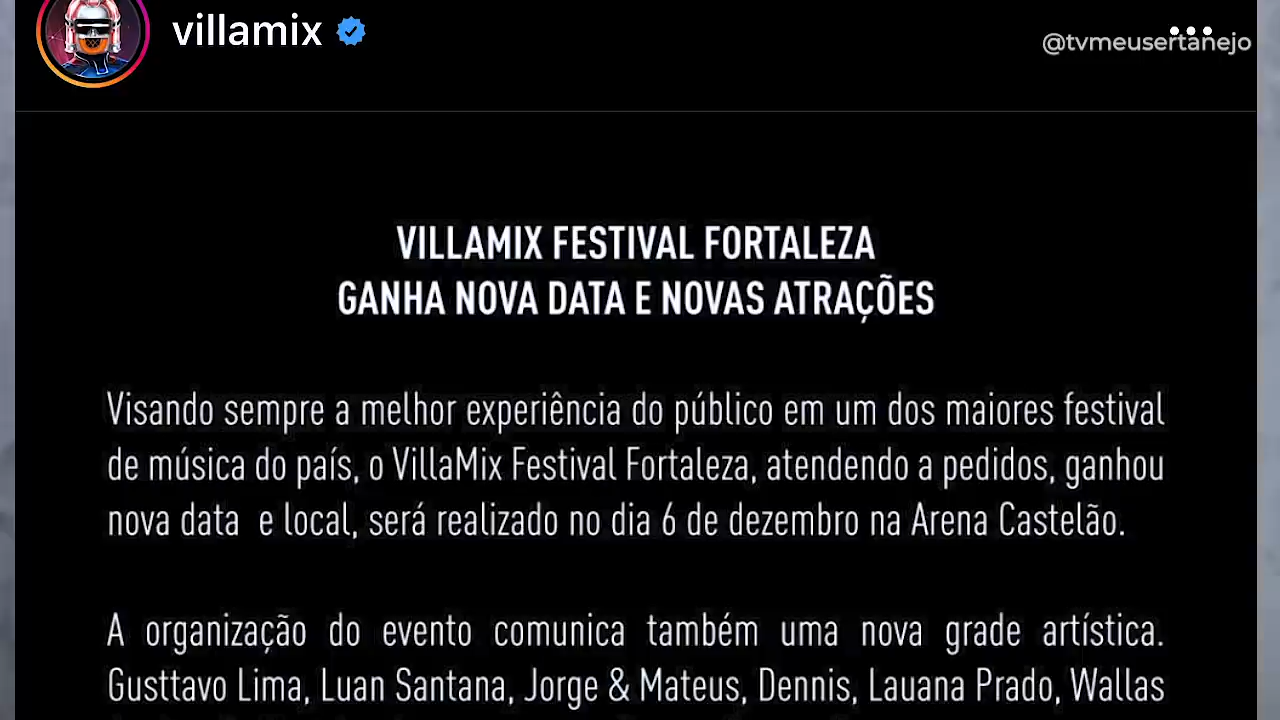 villamix
@tvmeusertanejo
VILLAMIX FESTIVAL FORTALEZA
GANHA NOVA DATA E NOVAS ATRAÇÕES
Visando sempre a melhor experiência do público em um dos maiores festival
de música do país, o VillaMix Festival Fortaleza, atendendo a pedidos, ganhou
nova data e local, será realizado no dia 6 de dezembro na Arena Castelão.
A organização do evento comunica também uma nova grade artística.
Gusttavo Lima, Luan Santana, Jorge & Mateus, Dennis, Lauana Prado, Wallas